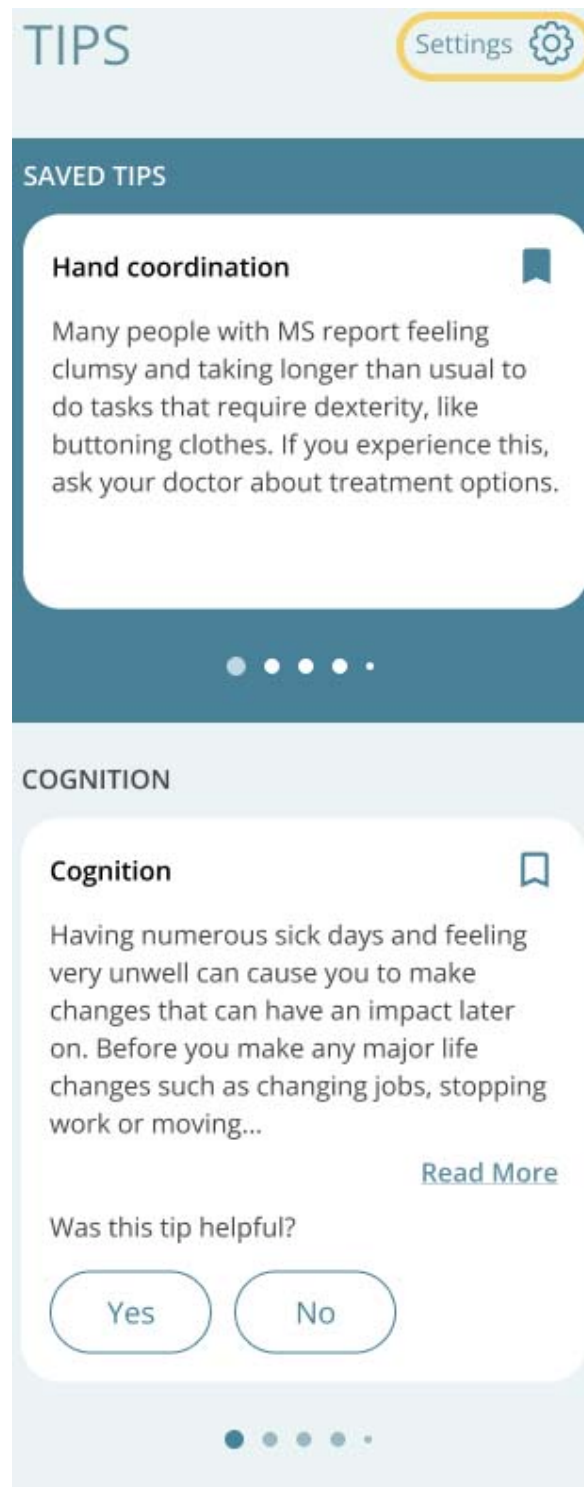 TIPS
Settings
SAVED TIPS
Hand coordination
Many people with MS report feeling
clumsy and taking longer than usual to
do tasks that require dexterity, like
buttoning clothes. If you experience this,
ask your doctor about treatment options.
COGNITION
Cognition
Having numerous sick days and feeling
very unwell can cause you to make
changes that can have an impact later
on. Before you make any major life
changes such as changing jobs, stopping
work or moving...
Read More
Was this tip helpful?
Yes
No